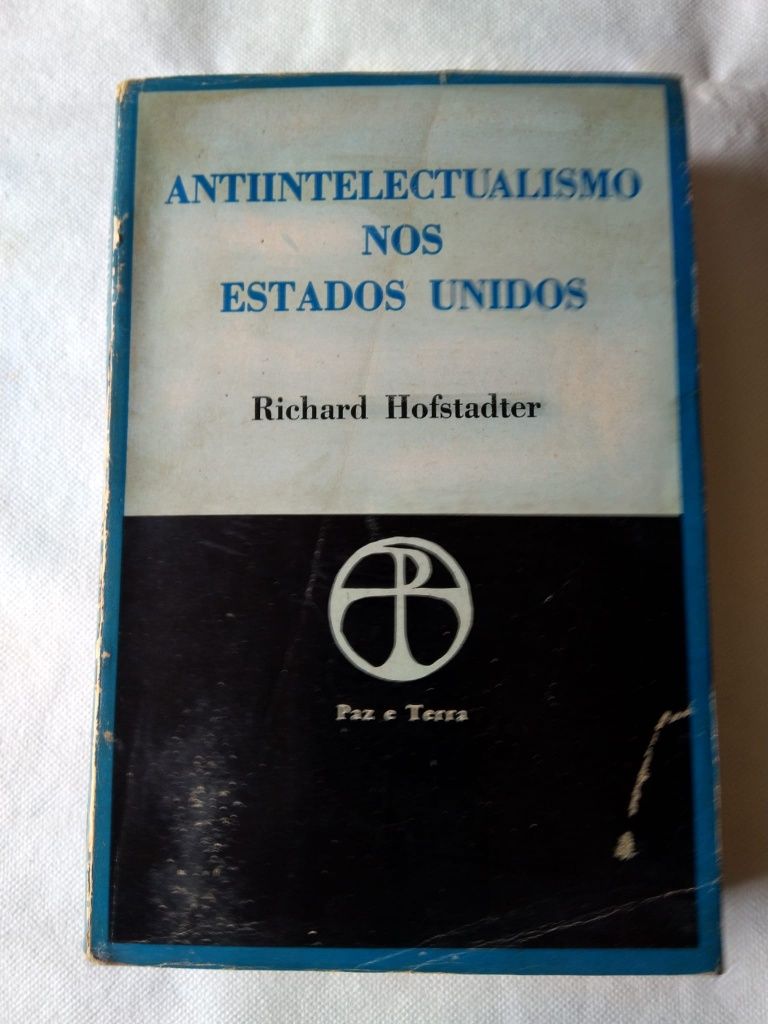 ANTIINTELECTUALISMO
NOS
ESTADOS UNIDOS
Richard Hofstadter
Paz e Terra